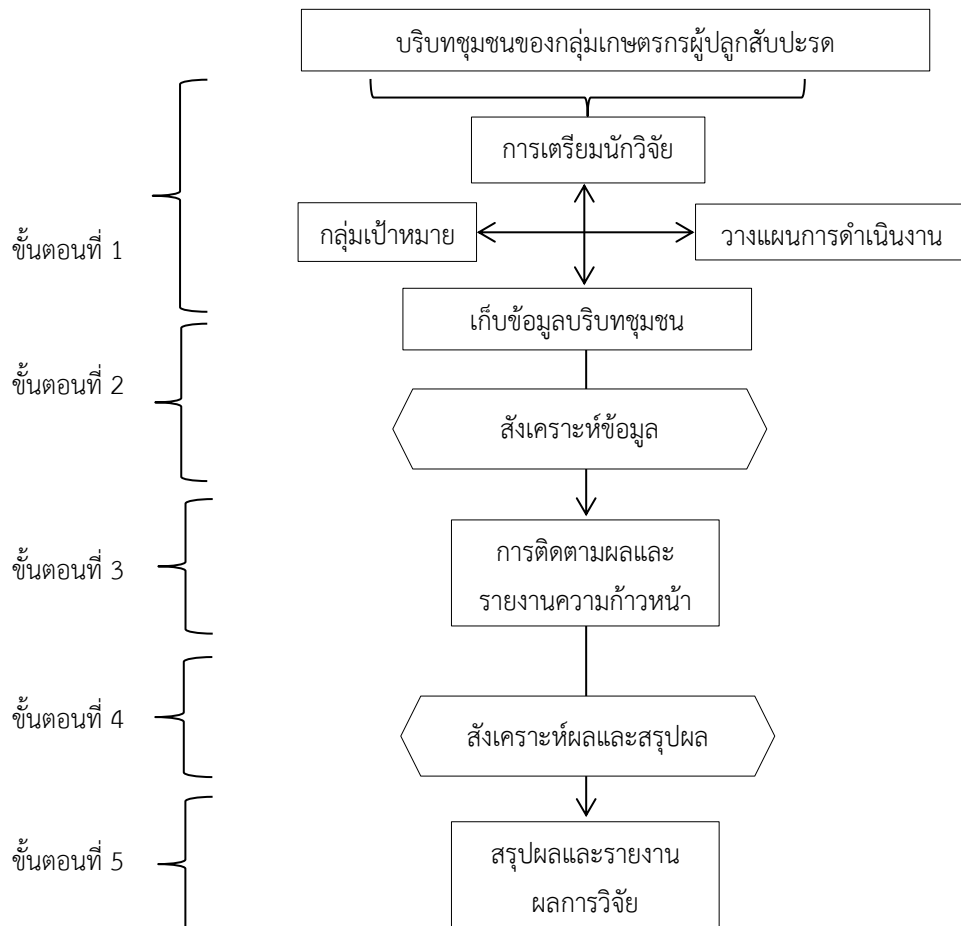 บริบทชุมชนของกลุ่มเกษตรกรผู้ปลูกสับปะรด
การเตรียมนักวิจัย
ขั้นตอนที่ 1
กลุ่มเป้าหมาย
วางแผนการดำเนินงาน
เก็บข้อมูลบริบทชุมชน
ขั้นตอนที่ 2
สังเคราะห์ข้อมูล
ขั้นตอนที่ 3
การติดตามผลและ
รายงานความก้าวหน้า
ขั้นตอนที่ 4
สังเคราะห์ผลและสรุปผล
ขั้นตอนที่ 5
สรุปผลและรายงาน
ผลการวิจัย